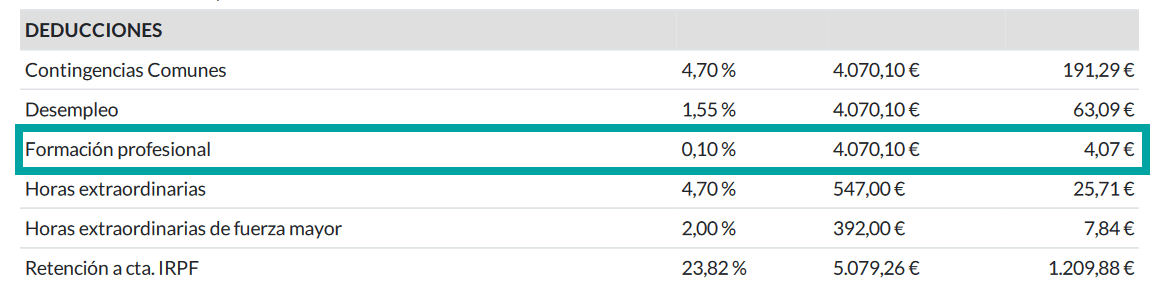 DEDUCCIONES
Contingencias Comunes 4,70 % 4.070,10 € 191,29 €
Desempleo 1,55 % 4.070,10 € 63,09 €
Formación profesional 0,10 % 4.070,10 € 4,07 €
Horas extraordinarias 4,70 % 547,00 € 25,71 €
Horas extraordinarias de fuerza mayor 2,00 % 392,00 € 7,84 €
Retención a cta. IRPF 23,82 % 5.079,26 € 1.209,88 €